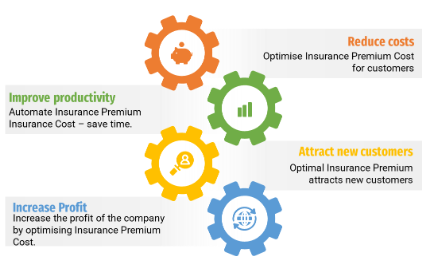 Reduce costs
Optimise Insurance Premium Cost
for customers
Improve productivity
Automate Insurance Premium
Insurance Cost – save time.
Attract new customers
Optimal Insurance Premium
attracts new customers
Increase Profit
Increase the profit of the company
by optimising Insurance Premium
Cost.